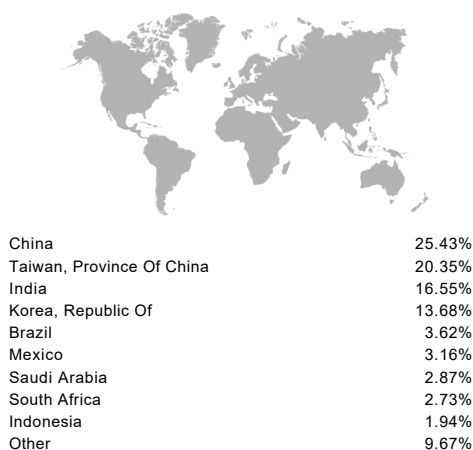 China 25.43%
Taiwan, Province Of China 20.35%
India 16.55%
Korea, Republic Of 13.68%
Brazil 3.62%
Mexico 3.16%
Saudi Arabia 2.87%
South Africa 2.73%
Indonesia 1.94%
Other 9.67%